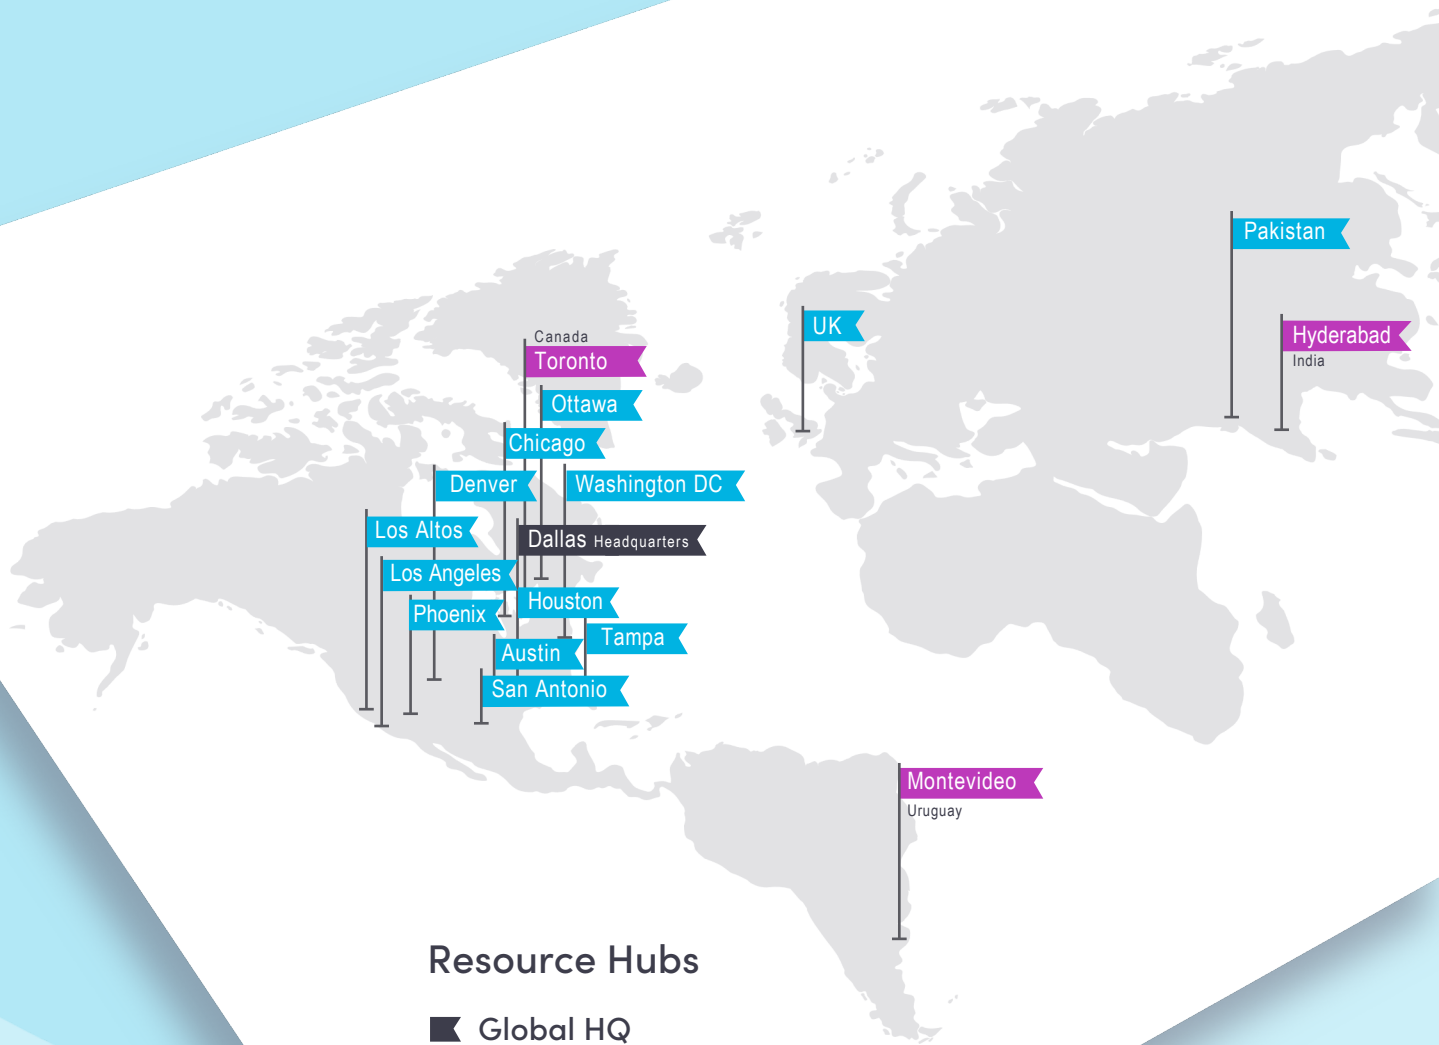 Pakistan
UK
Hyderabad
India
Canada
Toronto
Ottawa
Chicago
Denver
Washington DC
Los Altos
Dallas Headquarters
Los Angeles
Houston
Phoenix
Tampa
Austin
San Antonio
Montevideo
Uruguay
Resource Hubs
Global HQ